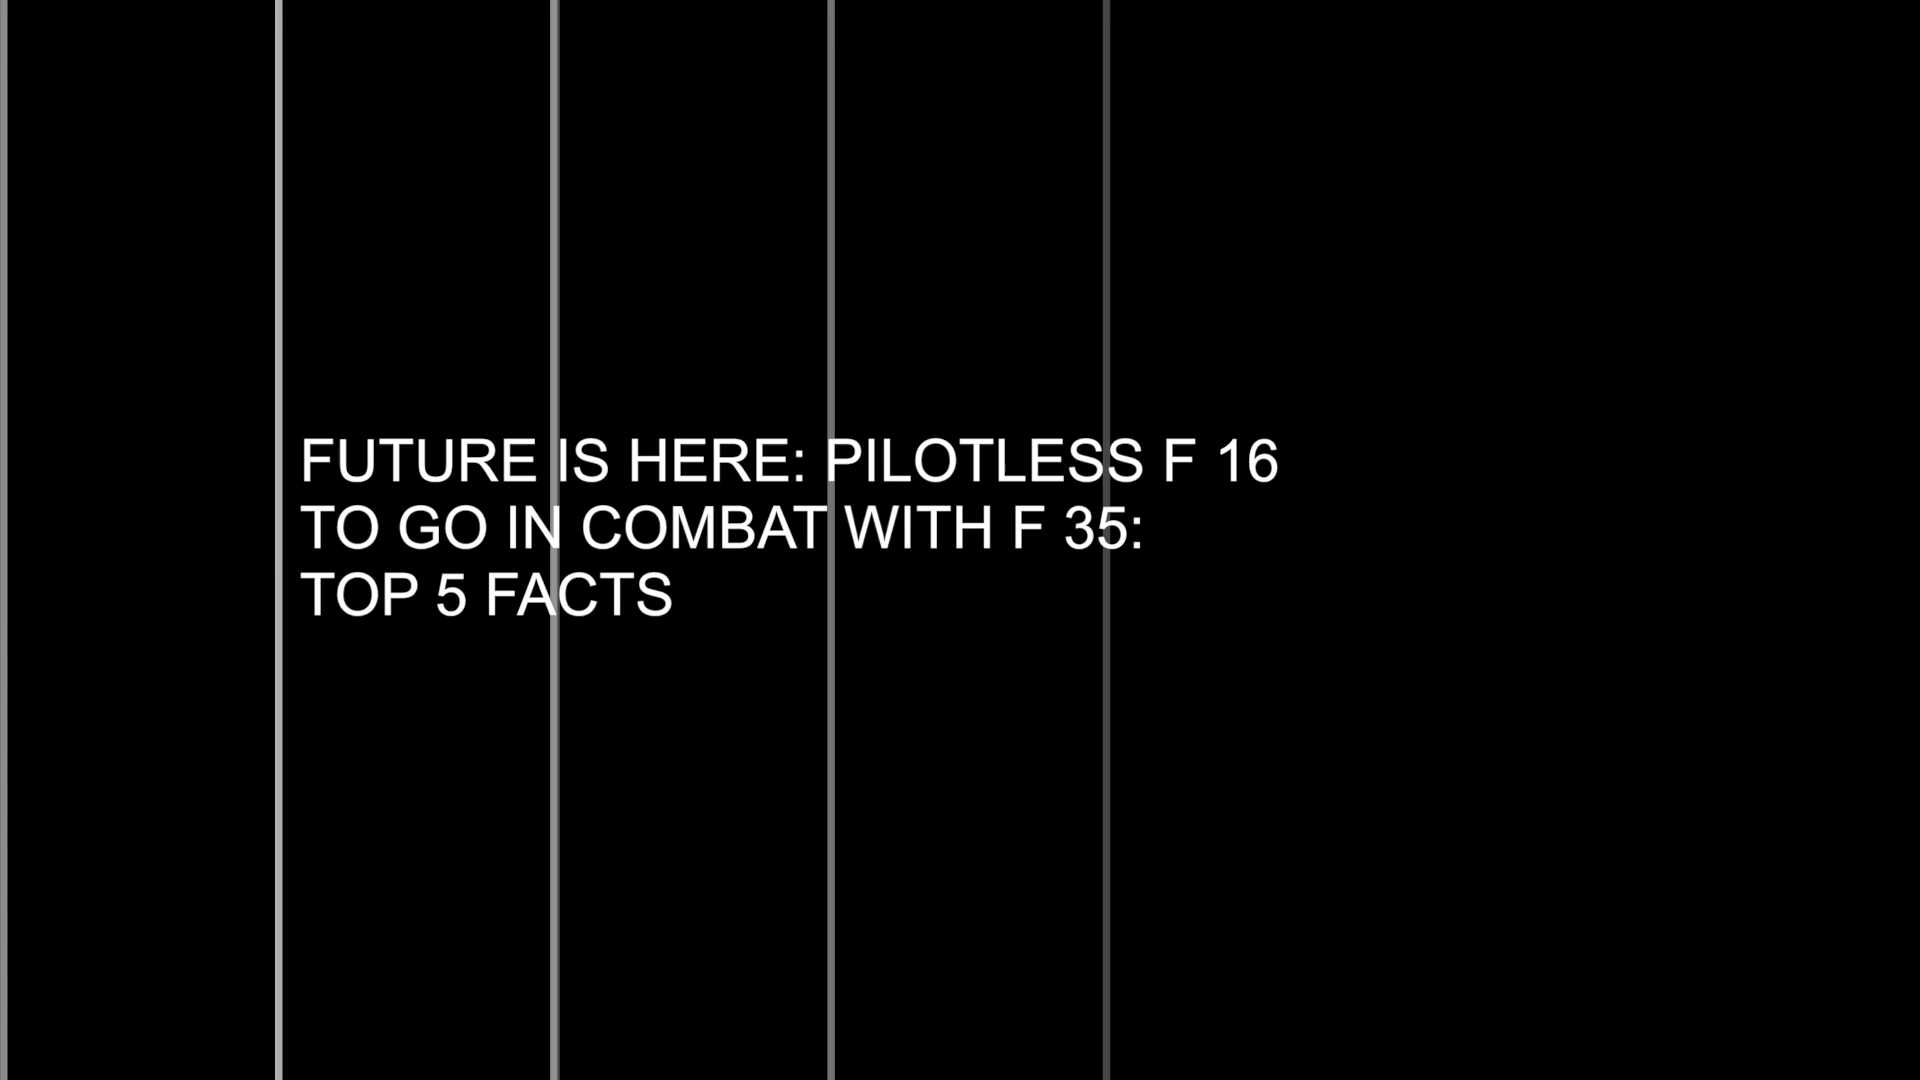 FUTURE IS HERE: PILOTLESS F 16
TO GO IN COMBAT WITH F 35:
TOP 5 FACTS